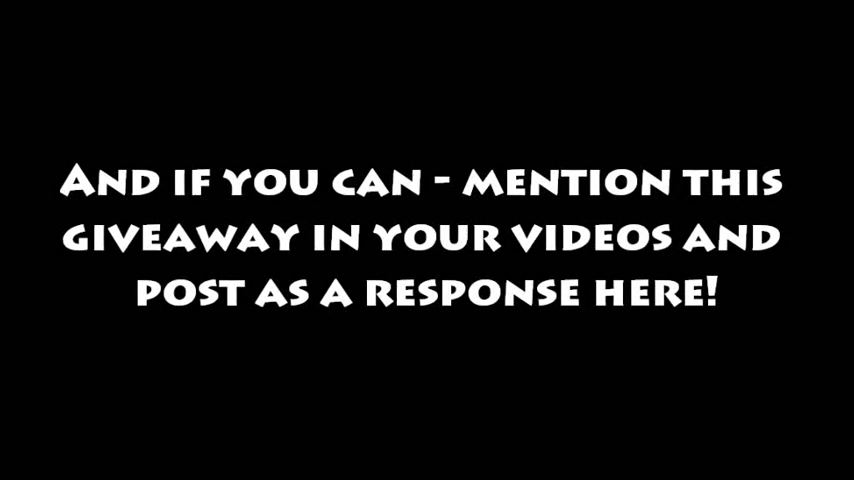 And if you can - mention this
giveaway in your videos and
post as a response here!